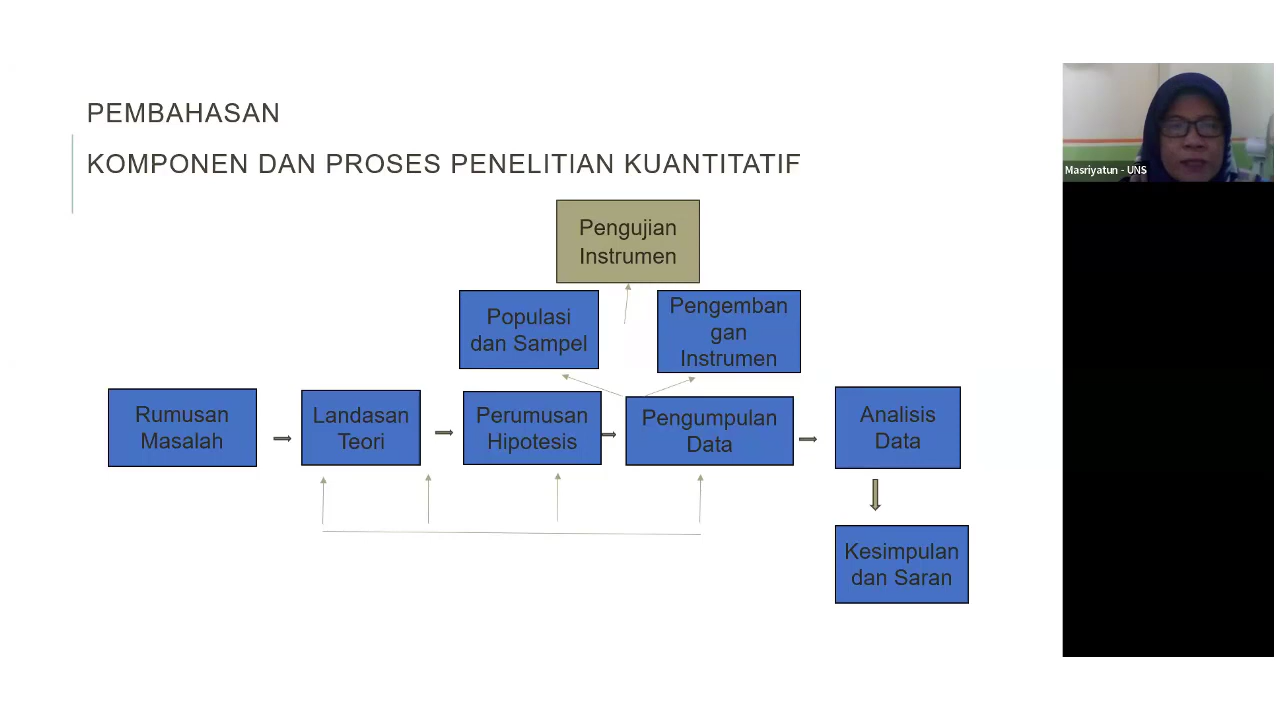 PEMBAHASAN
KOMPONEN DAN PROSES PENELITIAN KUANTITATIF
Pengujian
Instrumen
Populasi
dan Sampel
Pengemban
gan
Instrumen
Rumusan
Masalah
Landasan
Teori
Perumusan
Hipotesis
Pengumpulan
Data
Analisis
Data
Kesimpulan
dan Saran
Masriyatun - UNS